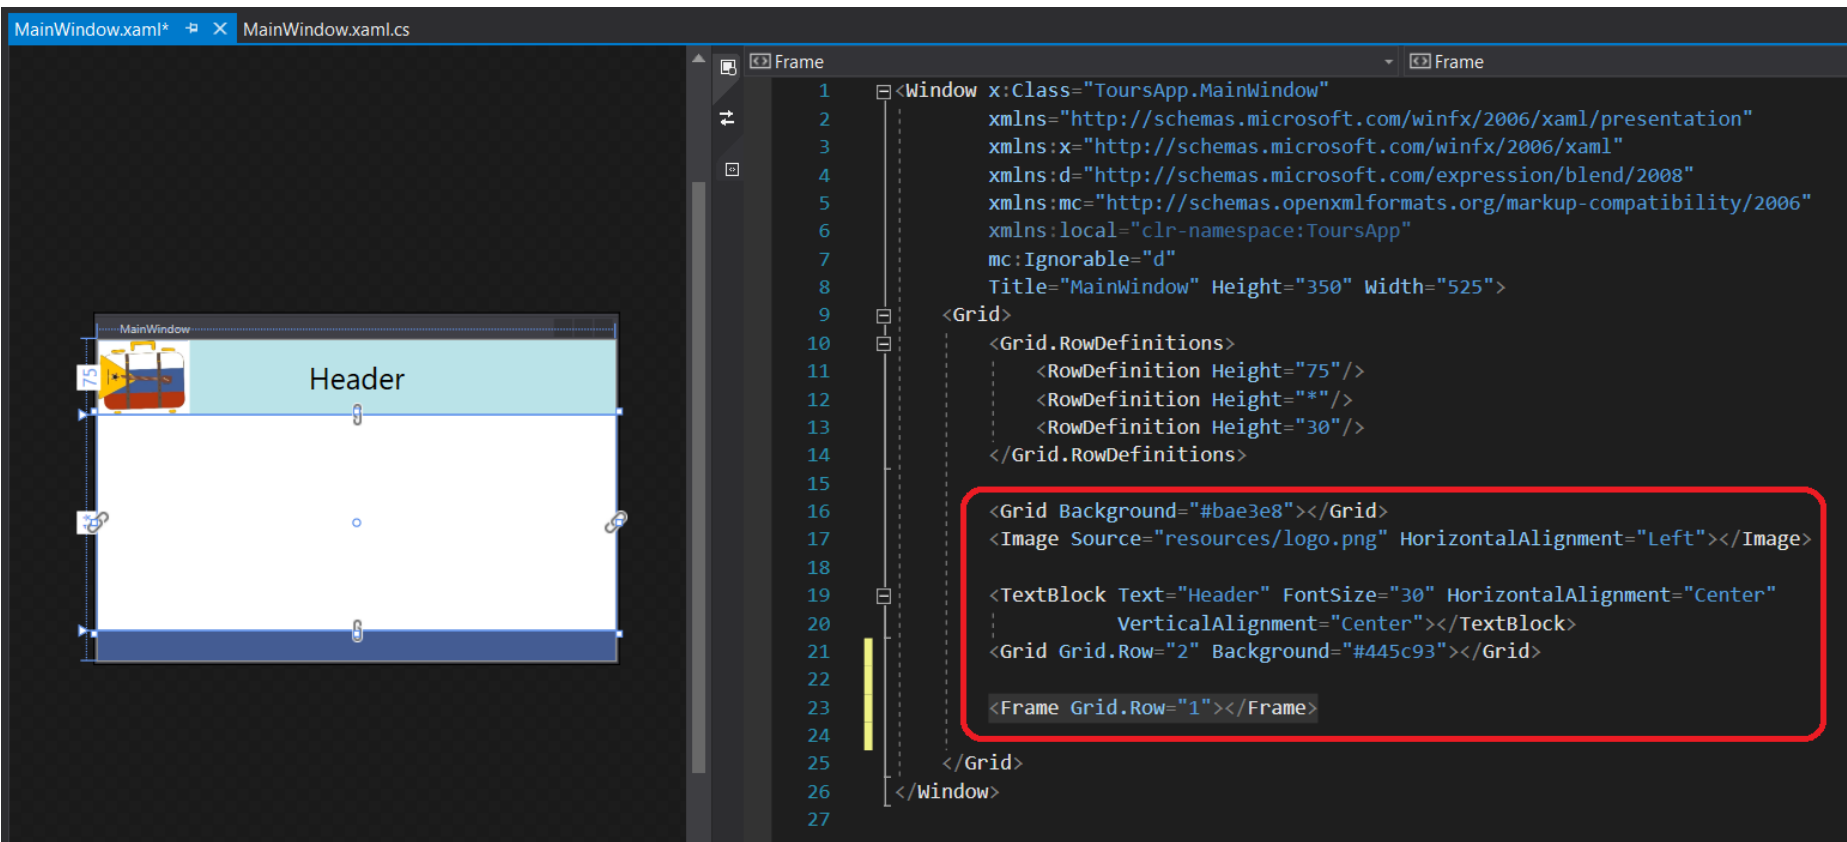 MainWindow.xaml*
MainWindow.xaml.cs
MainWindow
75
Header
*
Frame
Frame
1 <Window x:Class="ToursApp.MainWindow"
2 xmlns="http://schemas.microsoft.com/winfx/2006/xaml/presentation"
3 xmlns:x="http://schemas.microsoft.com/winfx/2006/xaml"
4 xmlns:d="http://schemas.microsoft.com/expression/blend/2008"
5 xmlns:mc="http://schemas.openxmlformats.org/markup-compatibility/2006"
6 xmlns:local="clr-namespace:ToursApp"
7 mc:Ignorable="d"
8 Title="MainWindow" Height="350" Width="525">
9 <Grid>
10 <Grid.RowDefinitions>
11 <RowDefinition Height="75"/>
12 <RowDefinition Height="*"/>
13 <RowDefinition Height="30"/>
14 </Grid.RowDefinitions>
15
16 <Grid Background="#bae3e8"></Grid>
17 <Image Source="resources/logo.png" HorizontalAlignment="Left"></Image>
18
19 <TextBlock Text="Header" FontSize="30" HorizontalAlignment="Center"
20 VerticalAlignment="Center"></TextBlock>
21 <Grid Grid.Row="2" Background="#445c93"></Grid>
22
23 <Frame Grid.Row="1"></Frame>
24
25 </Grid>
26 </Window>
27